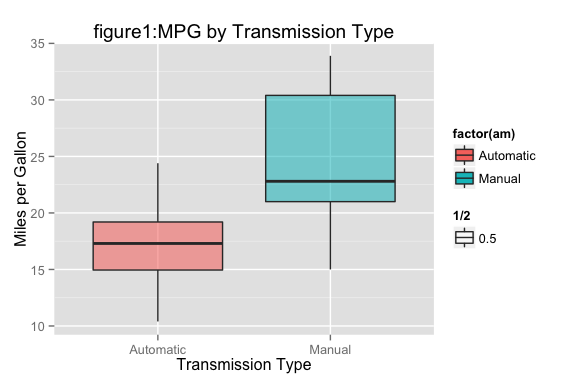 figure1:MPG by Transmission Type
Miles per Gallon
35
30
25
20
15
10
Automatic
Manual
Transmission Type
factor(am)
Automatic
Manual
1/2
0.5